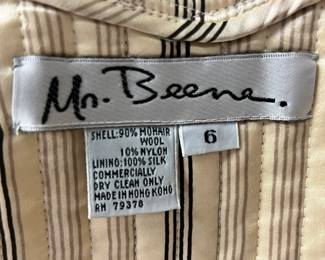 Mr. Beene.
SHELL:90% MOHAIR
WOOL
10% NYLON
LINING:100% SILK
COMMERCIALLY
DRY CLEAN ONLY
MADE IN HONG KONG
RN 79378
6